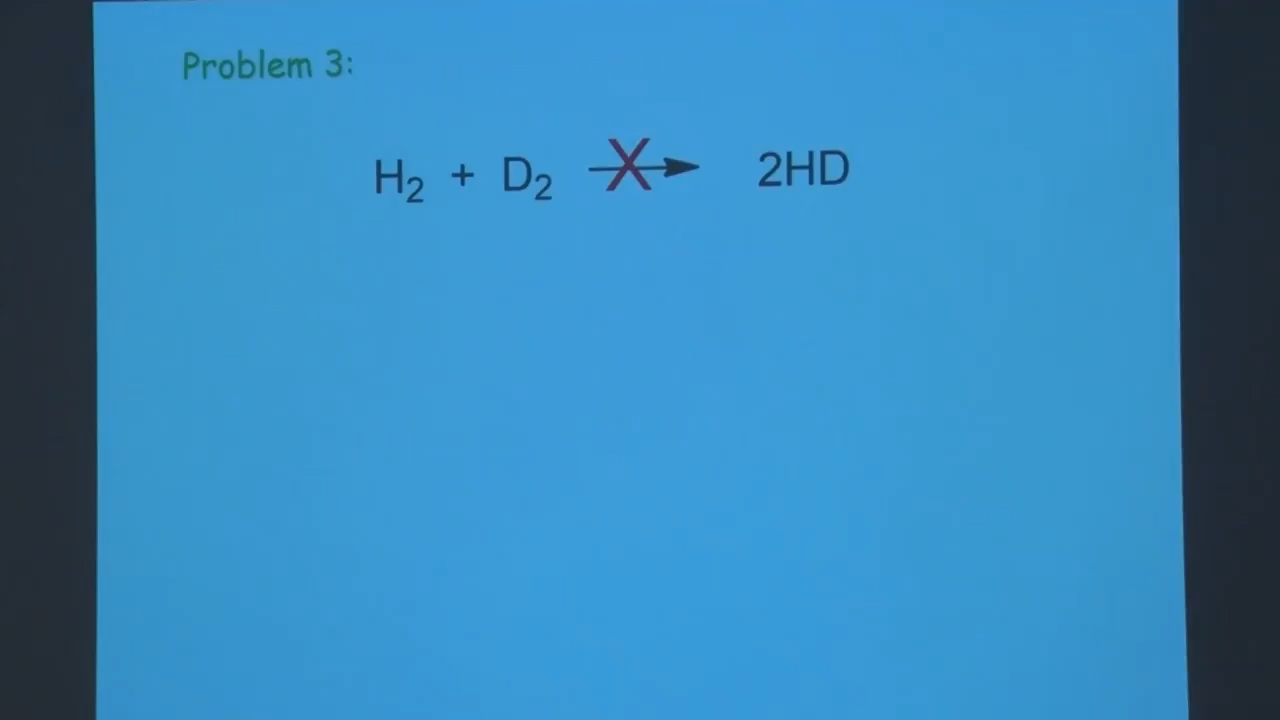 Problem 3:
H₂ + D₂ X→ 2HD